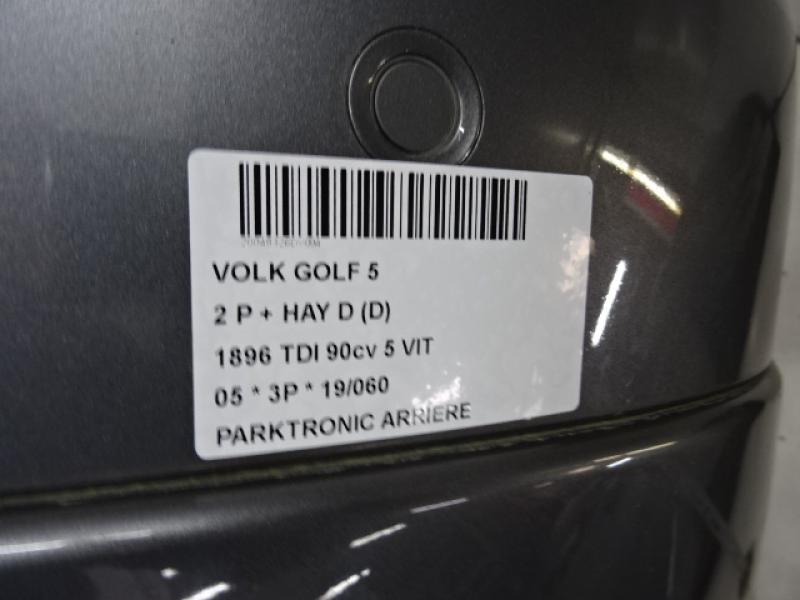 VOLK GOLF 5
2 P + HAY D (D)
1896 TDI 90cv 5 VIT
05 * 3P * 19/060
PARKTRONIC ARRIERE